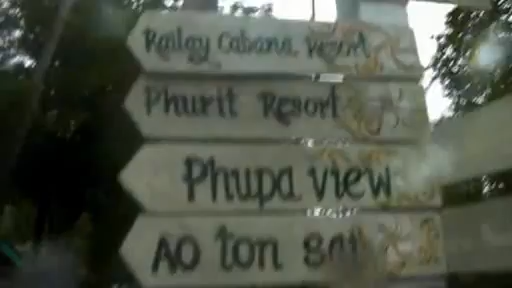 Railay Cabana Resort
Phurit Resort
Phupa view
AO ton sai